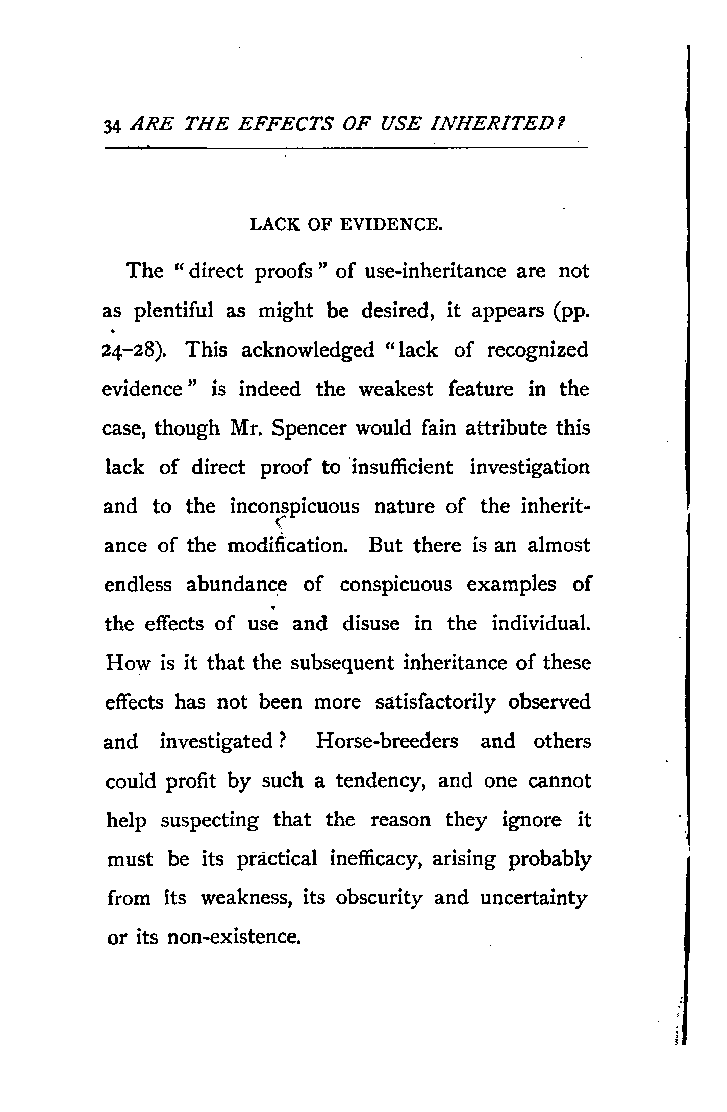 34 ARE THE EFFECTS OF USE INHERITED?
LACK OF EVIDENCE.
The “direct proofs” of use-inheritance are not
as plentiful as might be desired, it appears (pp.
24–28). This acknowledged “lack of recognized
evidence” is indeed the weakest feature in the
case, though Mr. Spencer would fain attribute this
lack of direct proof to insufficient investigation
and to the inconspicuous nature of the inherit-
ance of the modification. But there is an almost
endless abundance of conspicuous examples of
the effects of use and disuse in the individual.
How is it that the subsequent inheritance of these
effects has not been more satisfactorily observed
and investigated? Horse-breeders and others
could profit by such a tendency, and one cannot
help suspecting that the reason they ignore it
must be its practical inefficacy, arising probably
from its weakness, its obscurity and uncertainty
or its non-existence.